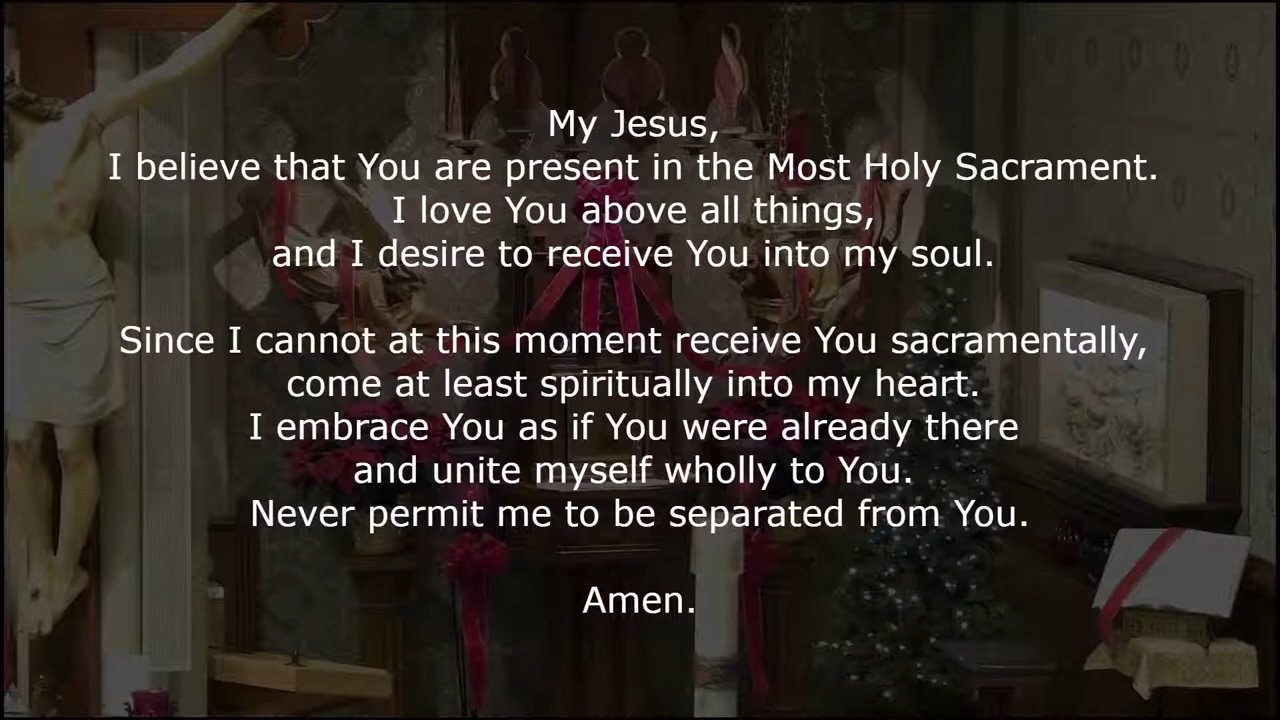 My Jesus,
I believe that You are present in the Most Holy Sacrament.
I love You above all things,
and I desire to receive You into my soul.
Since I cannot at this moment receive You sacramentally,
come at least spiritually into my heart.
I embrace You as if You were already there
and unite myself wholly to You.
Never permit me to be separated from You.
Amen.